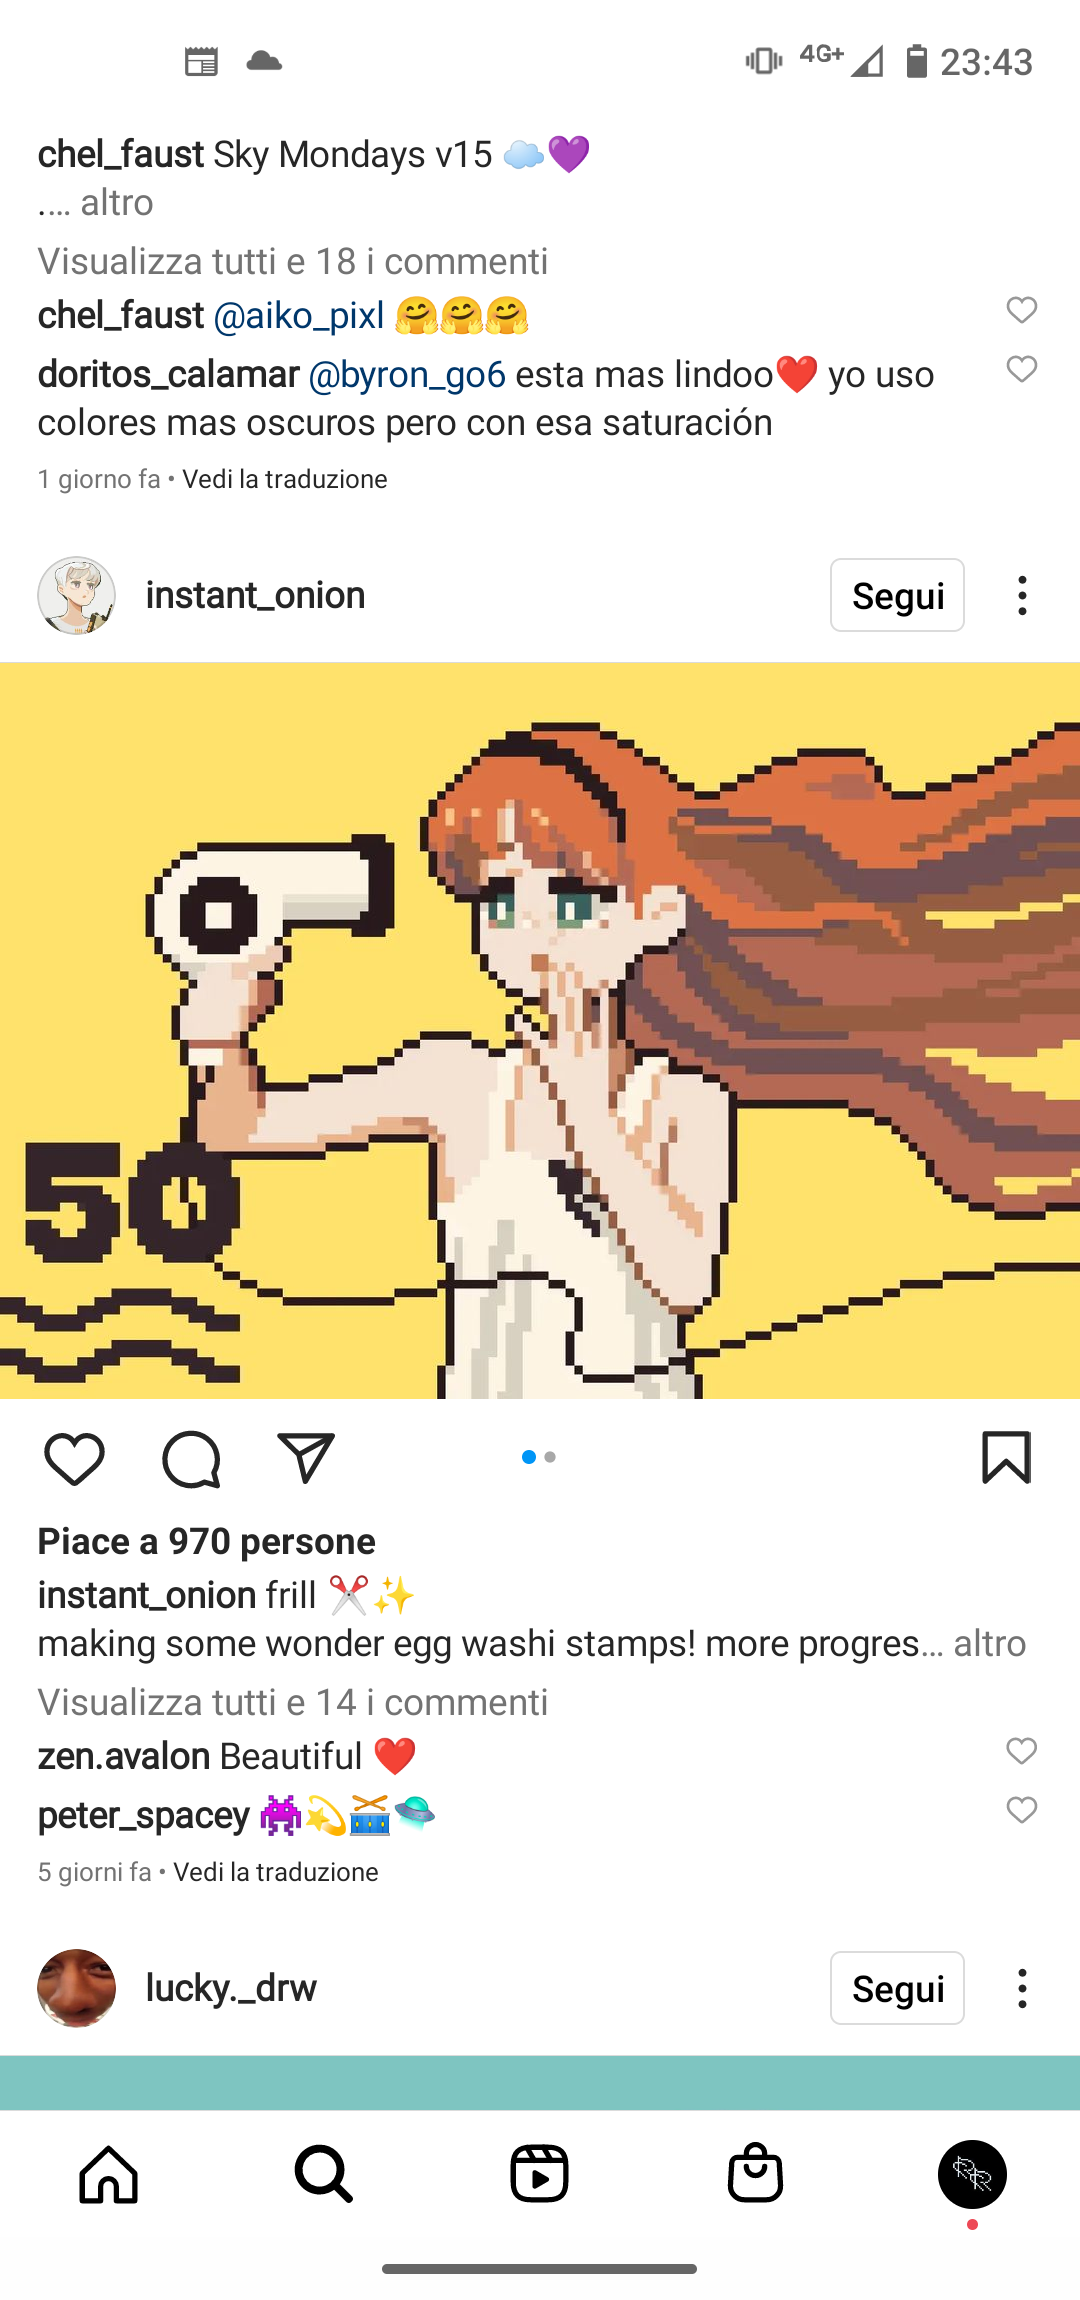 4G+ 23:43
chel_faust Sky Mondays v15 ☁️💜
.... altro
Visualizza tutti e 18 i commenti
chel_faust @aiko_pixl 🤗🤗🤗
doritos_calamar @byron_go6 esta mas lindoo❤️ yo uso
colores mas oscuros pero con esa saturación
1 giorno fa • Vedi la traduzione
instant_onion
Segui
50
Piace a 970 persone
instant_onion frill ✂️✨
making some wonder egg washi stamps! more progres... altro
Visualizza tutti e 14 i commenti
zen.avalon Beautiful ❤️
peter_spacey 👾💫🥁🛸
5 giorni fa • Vedi la traduzione
lucky._drw
Segui